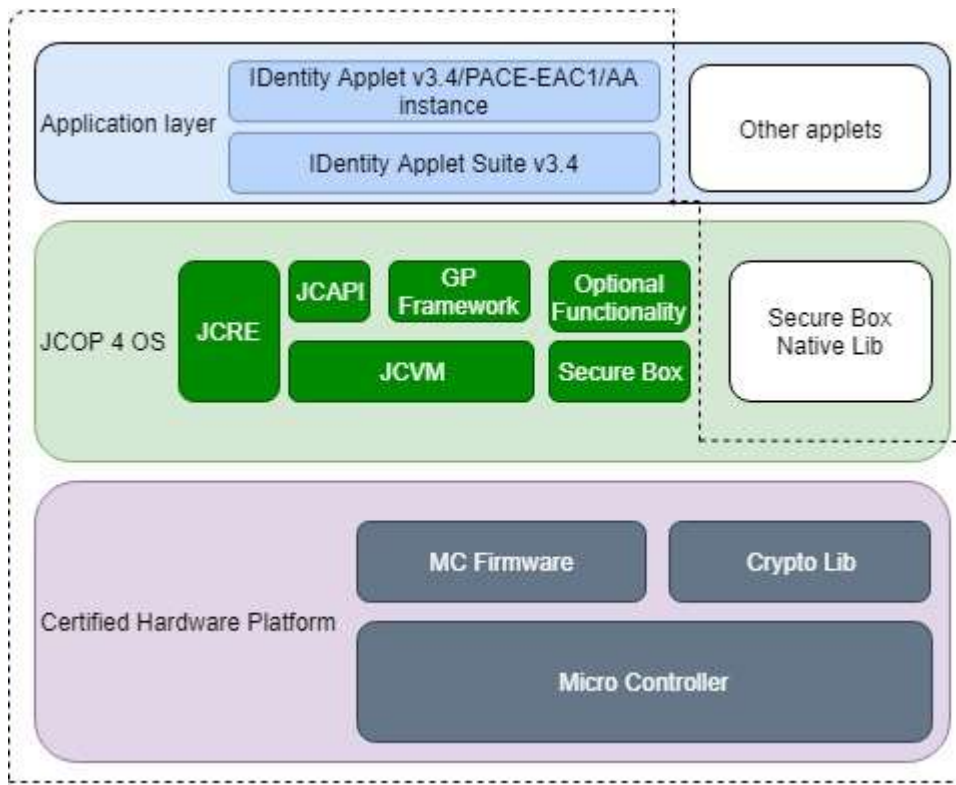 IDentity Applet v3.4/PACE-EAC1/AA
instance
Application layer
Other applets
IDentity Applet Suite v3.4
JCOP 4 OS
JCRE
JCAPI
GP
Framework
Optional
Functionality
JCVM
Secure Box
Secure Box
Native Lib
Certified Hardware Platform
MC Firmware
Crypto Lib
Micro Controller